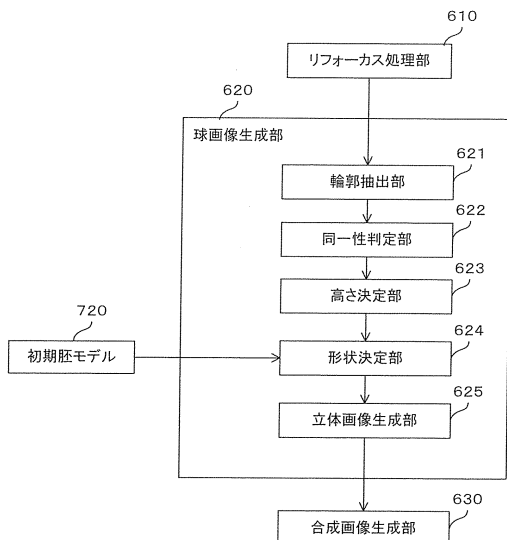 610
リフォーカス処理部
620
球画像生成部
621
輪郭抽出部
622
同一性判定部
623
高さ決定部
720
初期胚モデル
624
形状決定部
625
立体画像生成部
630
合成画像生成部